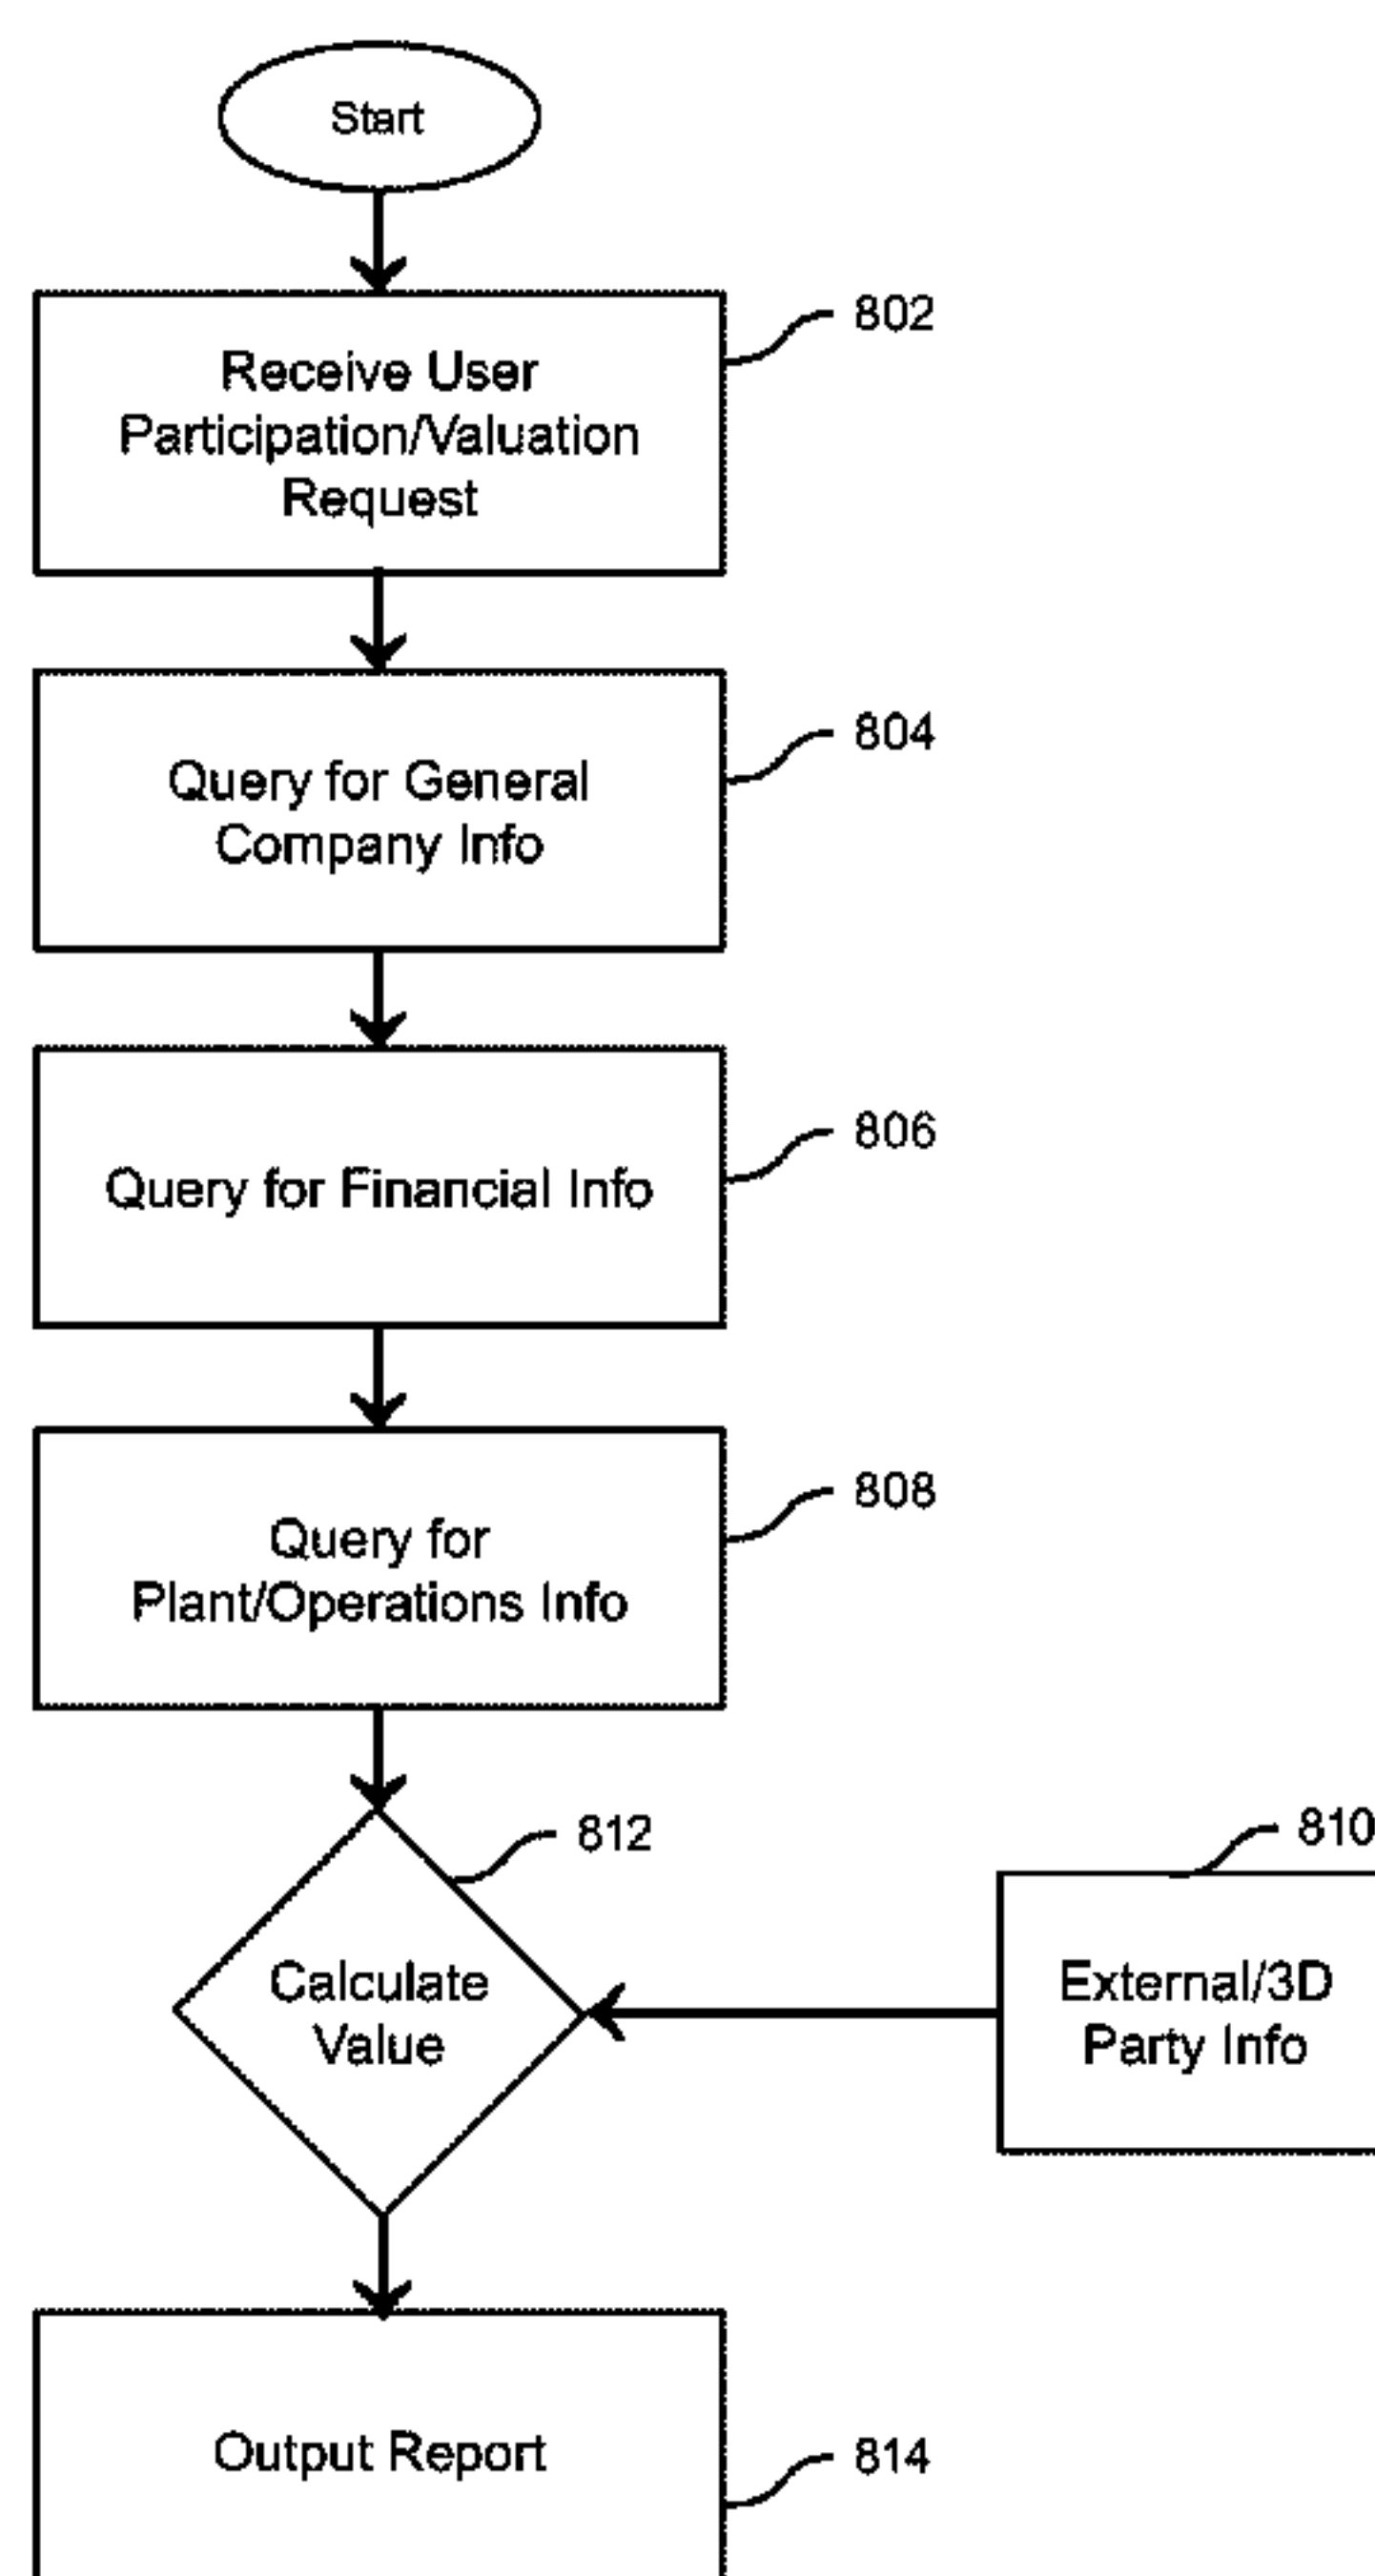 Start
802
Receive User
Participation/Valuation
Request
804
Query for General
Company Info
806
Query for Financial Info
808
Query for
Plant/Operations Info
812
810
Calculate
Value
External/3D
Party Info
Output Report
814